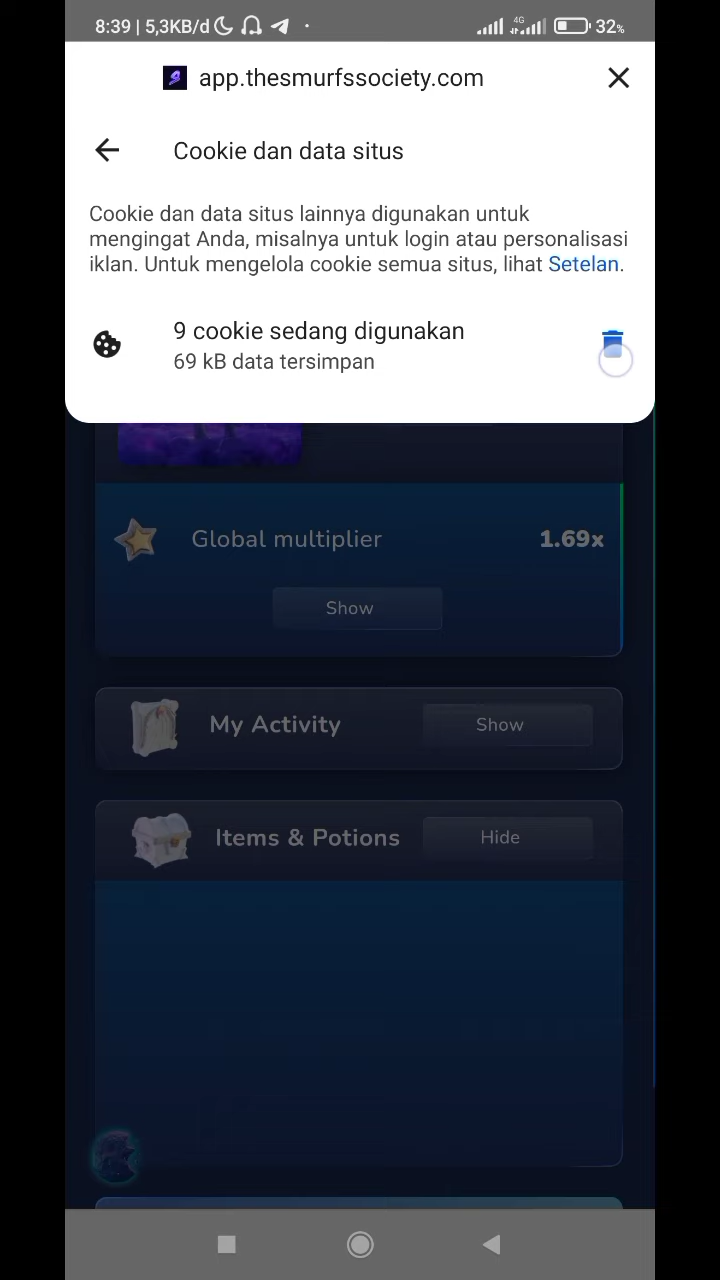 8:39 | 5,3KB/d
4G
32%
app.thesmurfssociety.com
Cookie dan data situs
Cookie dan data situs lainnya digunakan untuk
mengingat Anda, misalnya untuk login atau personalisasi
iklan. Untuk mengelola cookie semua situs, lihat Setelan.
9 cookie sedang digunakan
69 kB data tersimpan
Global multiplier 1.69x
Show
My Activity Show
Items & Potions Hide